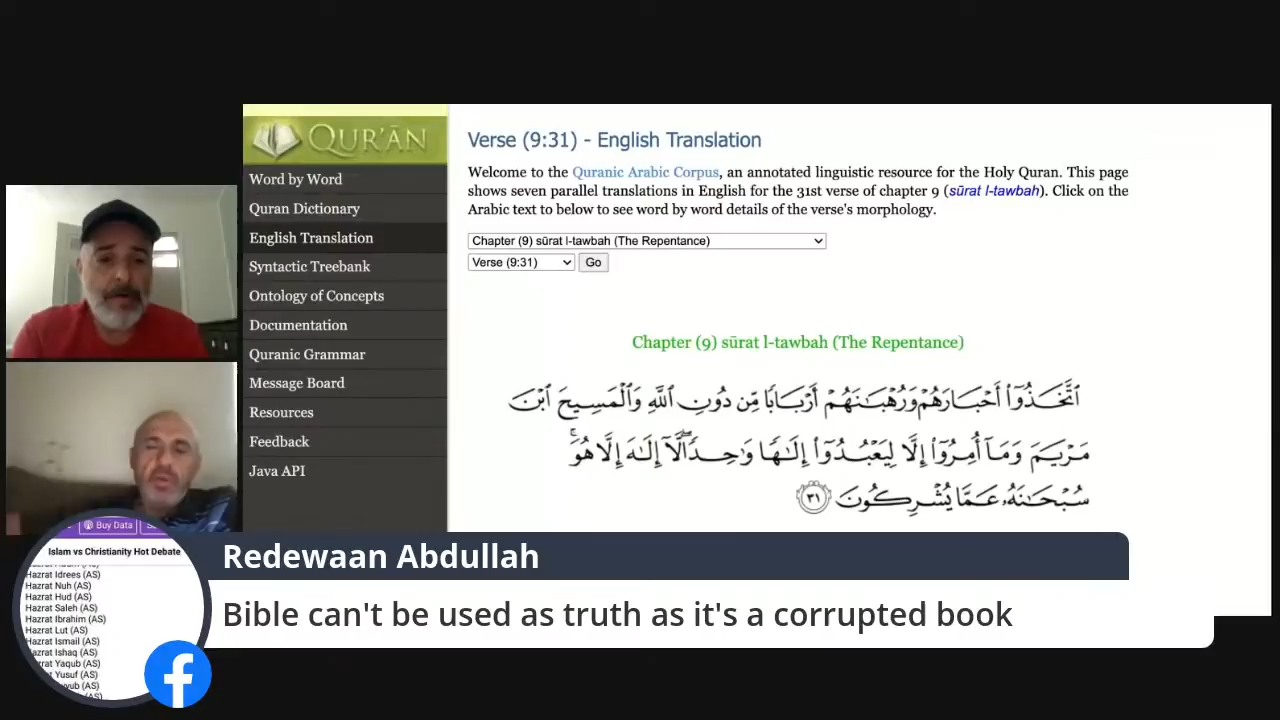 QUR'ĀN
Word by Word
Quran Dictionary
English Translation
Syntactic Treebank
Ontology of Concepts
Documentation
Quranic Grammar
Message Board
Resources
Feedback
Java API
Verse (9:31) - English Translation
Welcome to the Quranic Arabic Corpus, an annotated linguistic resource for the Holy Quran. This page
shows seven parallel translations in English for the 31st verse of chapter 9 (sūrat l-tawbah). Click on the
Arabic text to below to see word by word details of the verse's morphology.
Chapter (9) sūrat l-tawbah (The Repentance)
Verse (9:31)
Go
Chapter (9) sūrat l-tawbah (The Repentance)
ٱتَّخَذُوٓا۟ أَحْبَارَهُمْ وَرُهْبَـٰنَهُمْ أَرْبَابًا مِّن دُونِ ٱللَّهِ وَٱلْمَسِيحَ ٱبْنَ
مَرْيَمَ وَمَآ أُمِرُوٓا۟ إِلَّا لِيَعْبُدُوٓا۟ إِلَـٰهًا وَٰحِدًا ۖ لَّآ إِلَـٰهَ إِلَّا هُوَ ۚ
سُبْحَـٰنَهُۥ عَمَّا يُشْرِكُونَ ٣١
Buy Data
Islam vs Christianity Hot Debate
Hazrat Idrees (AS)
Hazrat Nuh (AS)
Hazrat Hud (AS)
Hazrat Saleh (AS)
Hazrat Ibrahim (AS)
Hazrat Lut (AS)
Hazrat Ismail (AS)
Hazrat Ishaq (AS)
Yaqub (AS)
Yusuf (AS)
(AS)
Redewaan Abdullah
Bible can't be used as truth as it's a corrupted book